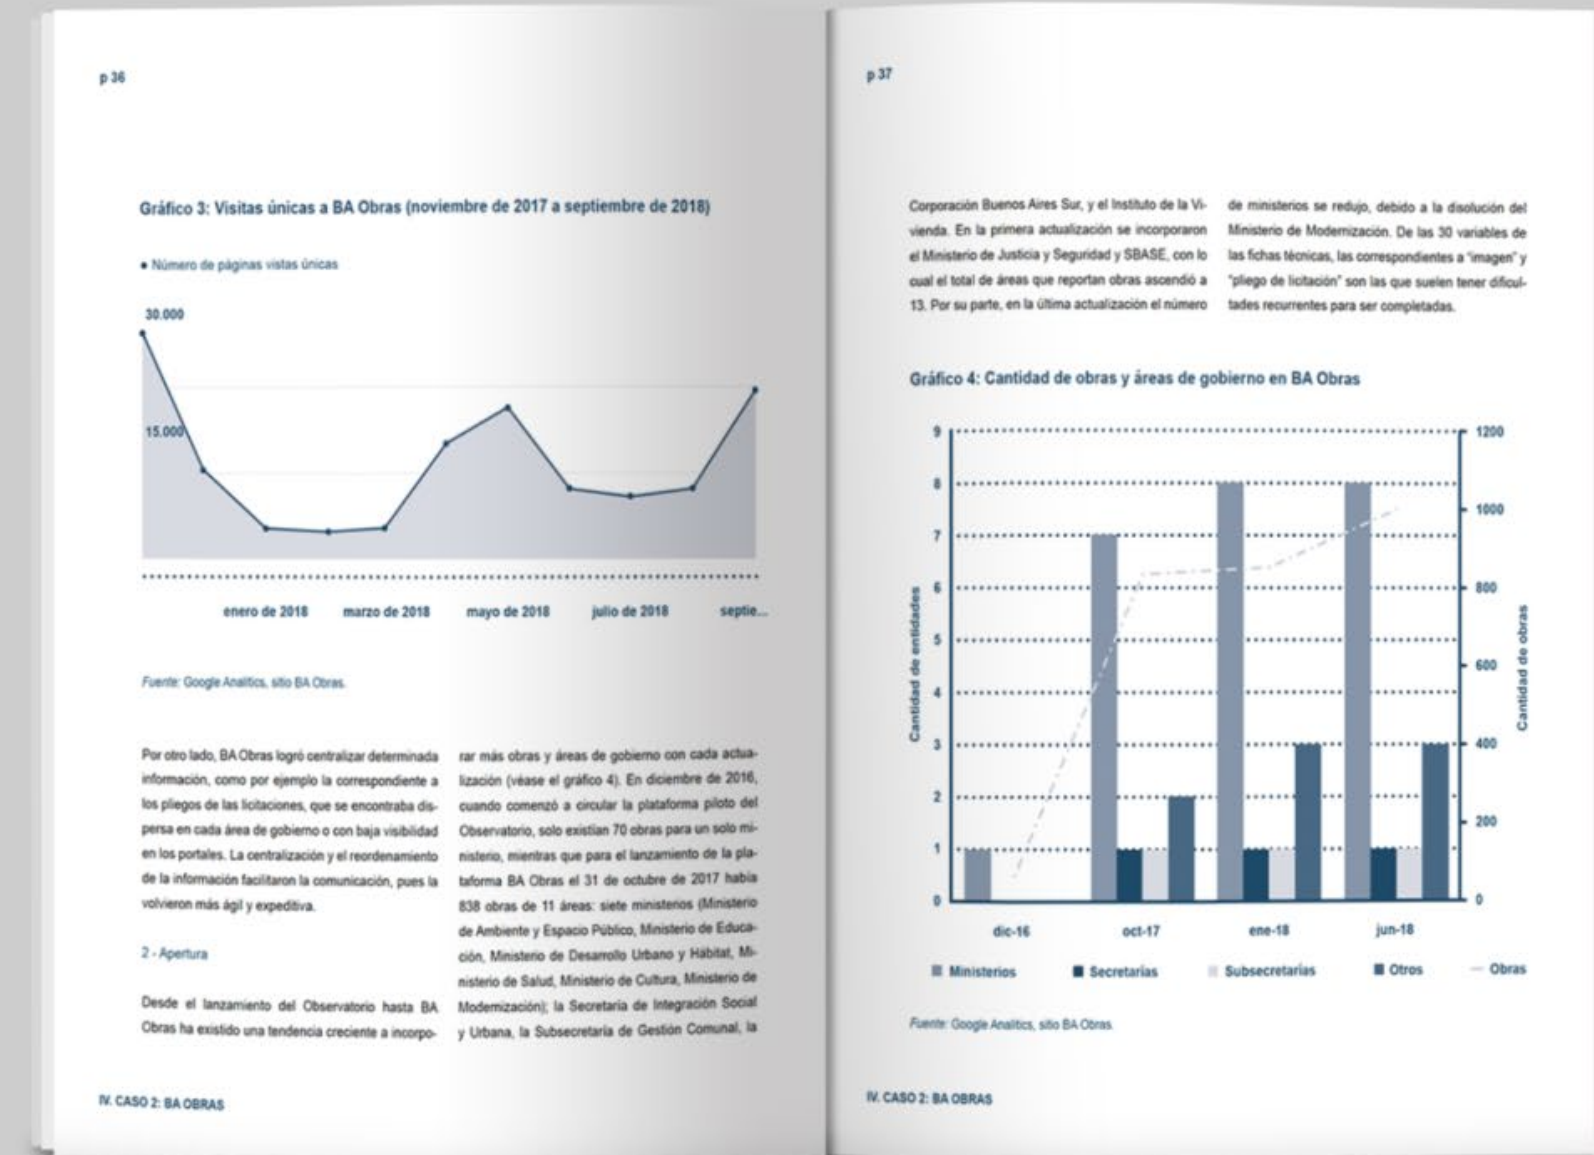 p 36
Gráfico 3: Visitas únicas a BA Obras (noviembre de 2017 a septiembre de 2018)
• Número de páginas vistas únicas
30.000
15.000
enero de 2018 marzo de 2018 mayo de 2018 julio de 2018 septie...
Fuente: Google Analitics, sitio BA Obras.
Por otro lado, BA Obras logró centralizar determinada
información, como por ejemplo la correspondiente a
los pliegos de las licitaciones, que se encontraba dis-
persa en cada área de gobierno o con baja visibilidad
en los portales. La centralización y el reordenamiento
de la información facilitaron la comunicación, pues la
volvieron más ágil y expeditiva.
2 - Apertura
Desde el lanzamiento del Observatorio hasta BA
Obras ha existido una tendencia creciente a incorpo-
rar más obras y áreas de gobierno con cada actua-
lización (véase el gráfico 4). En diciembre de 2016,
cuando comenzó a circular la plataforma piloto del
Observatorio, solo existían 70 obras para un solo mi-
nisterio, mientras que para el lanzamiento de la pla-
taforma BA Obras el 31 de octubre de 2017 había
838 obras de 11 áreas: siete ministerios (Ministerio
de Ambiente y Espacio Público, Ministerio de Educa-
ción, Ministerio de Desarrollo Urbano y Hábitat, Mi-
nisterio de Salud, Ministerio de Cultura, Ministerio de
Modernización); la Secretaría de Integración Social
y Urbana, la Subsecretaría de Gestión Comunal, la
IV. CASO 2: BA OBRAS
p 37
Corporación Buenos Aires Sur, y el Instituto de la Vi-
vienda. En la primera actualización se incorporaron
el Ministerio de Justicia y Seguridad y SBASE, con lo
cual el total de áreas que reportan obras ascendió a
13. Por su parte, en la última actualización el número
de ministerios se redujo, debido a la disolución del
Ministerio de Modernización. De las 30 variables de
las fichas técnicas, las correspondientes a "imagen" y
"pliego de licitación" son las que suelen tener dificul-
tades recurrentes para ser completadas.
Gráfico 4: Cantidad de obras y áreas de gobierno en BA Obras
Cantidad de entidades
9
8
7
6
5
4
3
2
1
0
1200
1000
800
600
400
200
0
Cantidad de obras
dic-16 oct-17 ene-18 jun-18
Ministerios Secretarías Subsecretarías Otros Obras
Fuente: Google Analitics, sitio BA Obras.
IV. CASO 2: BA OBRAS